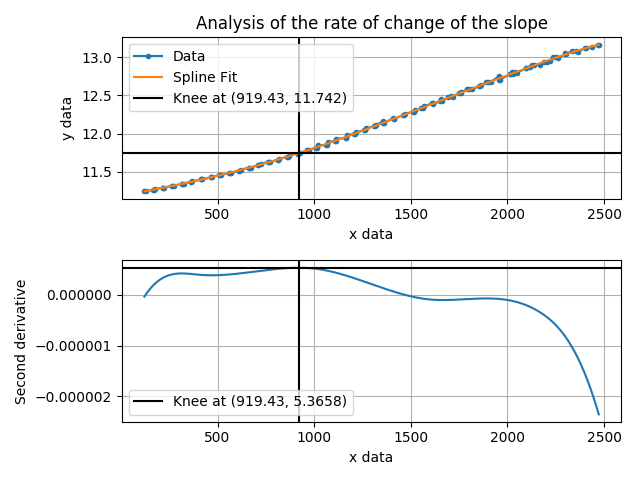 Analysis of the rate of change of the slope
13.0
12.5
12.0
11.5
y data
Data
Spline Fit
Knee at (919.43, 11.742)
500 1000 1500 2000 2500
x data
0.000000
−0.000001
−0.000002
Second derivative
Knee at (919.43, 5.3658)
500 1000 1500 2000 2500
x data